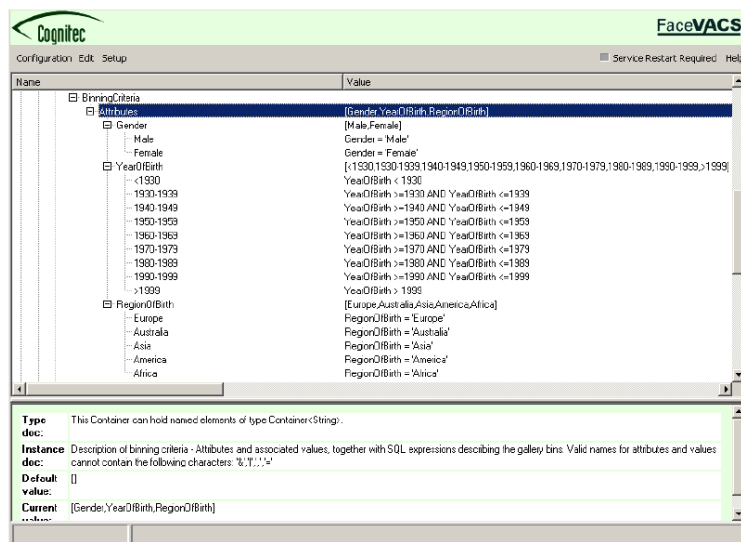 Cognitec
FaceVACS
Configuration Edit Setup
Service Restart Required Help
Name Value
BinningCriteria
Attributes [Gender,YearOfBirth,RegionOfBirth]
Gender [Male,Female]
Male Gender = 'Male'
Female Gender = 'Female'
YearOfBirth [<1930,1930-1939,1940-1949,1950-1959,1960-1969,1970-1979,1980-1989,1990-1999,>1999]
<1930 YearOfBirth < 1930
1930-1939 YearOfBirth >=1930 AND YearOfBirth <=1939
1940-1949 YearOfBirth >=1940 AND YearOfBirth <=1949
1950-1959 YearOfBirth >=1950 AND YearOfBirth <=1959
1960-1969 YearOfBirth >=1960 AND YearOfBirth <=1969
1970-1979 YearOfBirth >=1970 AND YearOfBirth <=1979
1980-1989 YearOfBirth >=1980 AND YearOfBirth <=1989
1990-1999 YearOfBirth >=1990 AND YearOfBirth <=1999
>1999 YearOfBirth > 1999
RegionOfBirth [Europe,Australia,Asia,America,Africa]
Europe RegionOfBirth = 'Europe'
Australia RegionOfBirth = 'Australia'
Asia RegionOfBirth = 'Asia'
America RegionOfBirth = 'America'
Africa RegionOfBirth = 'Africa'
Type This Container can hold named elements of type Container<String>.
doc:
Instance Description of binning criteria - Attributes and associated values, together with SQL expressions describing the gallery bins. Valid names for attributes and values
doc: cannot contain the following characters:
Default []
value:
Current [Gender,YearOfBirth,RegionOfBirth]
value: